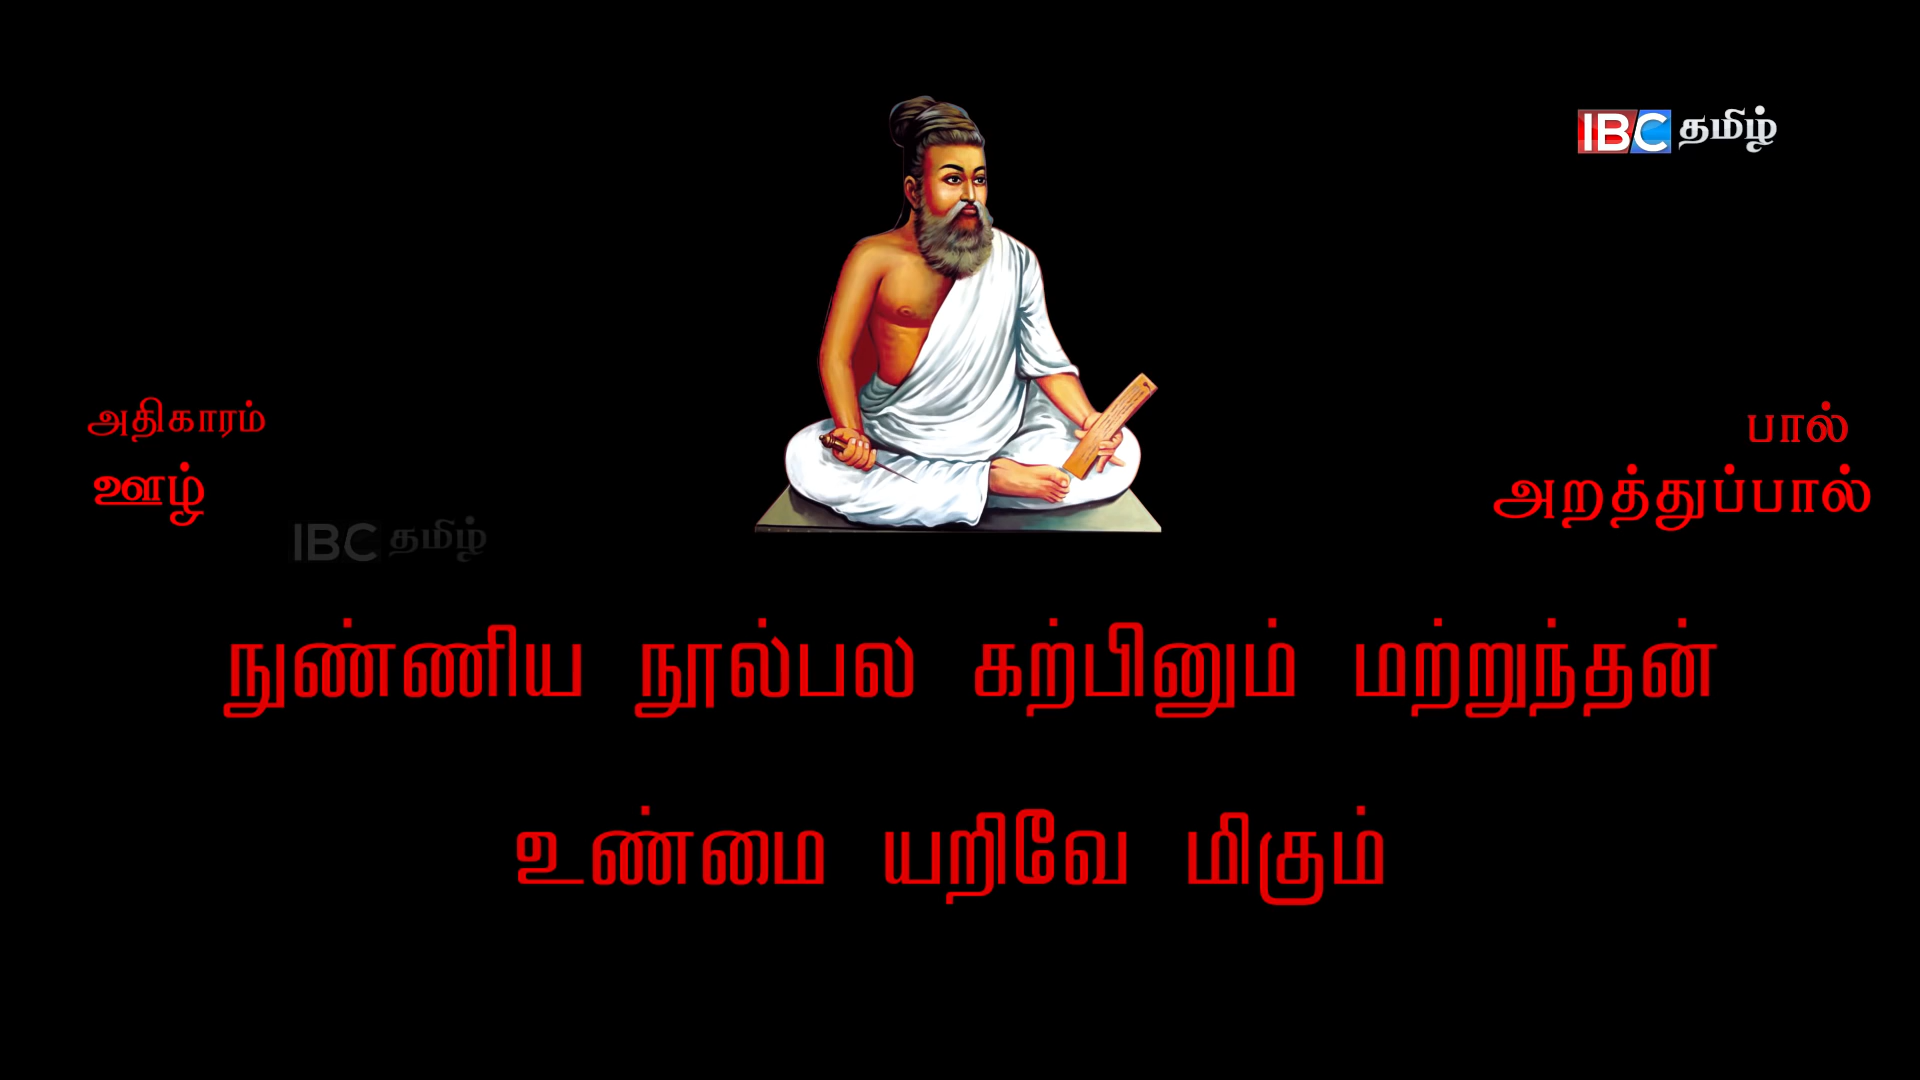 IBC தமிழ்
அதிகாரம்
ஊழ்
பால்
அறத்துப்பால்
IBC தமிழ்
நுண்ணிய நூல்பல கற்பினும் மற்றுந்தன்
உண்மை யறிவே மிகும்